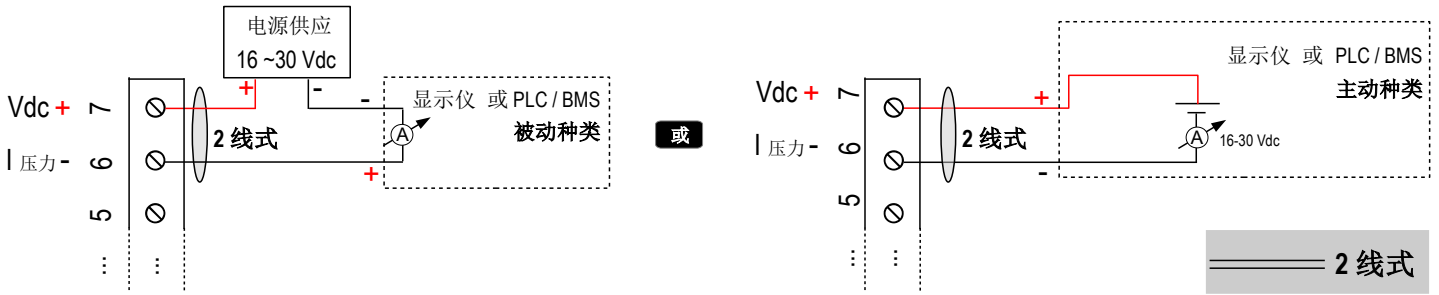 电源供应
16 ~30 Vdc
+ -
Vdc + 7
- 显示仪 或 PLC / BMS
被动种类
2 线式
A
I 压力 - 6
+
5
...
...
或
显示仪 或 PLC / BMS
主动种类
Vdc + 7
+
2 线式
A
16-30 Vdc
I 压力 - 6
-
5
...
...
2 线式